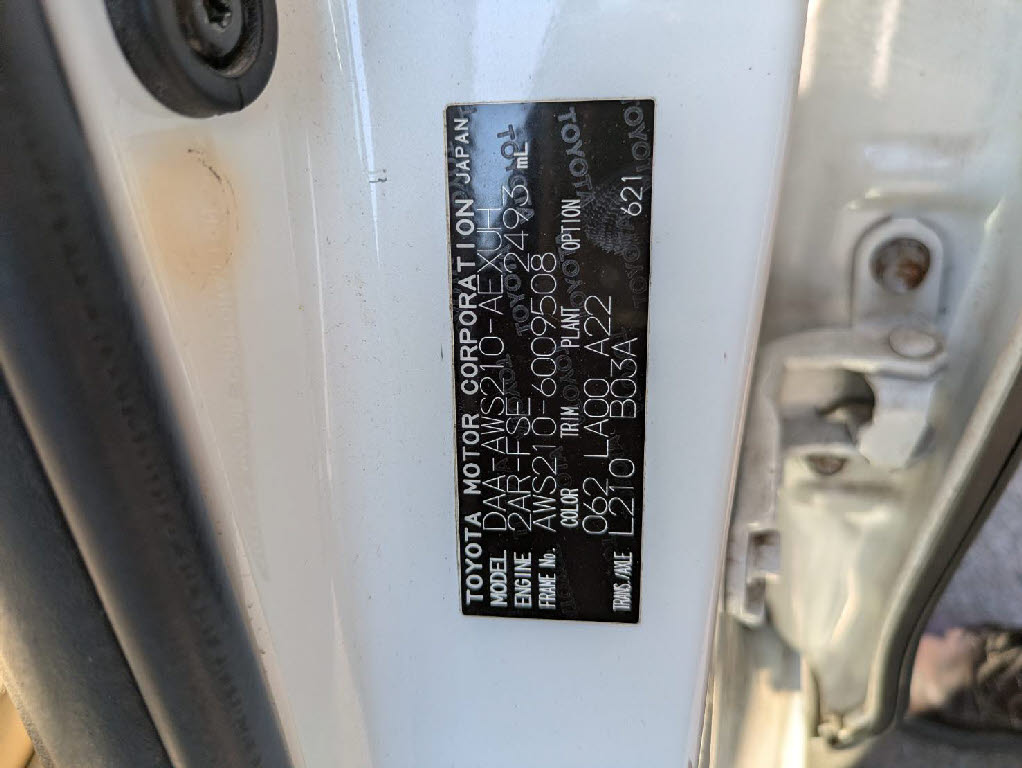 TOYOTA MOTOR CORPORATION JAPAN
MODEL DAA-AWS210-AEXUH
ENGINE 2AR-FSE 2493 mL
FRAME No. AWS210-6009508
COLOR TRIM PLANT OPTION
062 LA00 A22
TRANS./AXLE L210 B03A 621